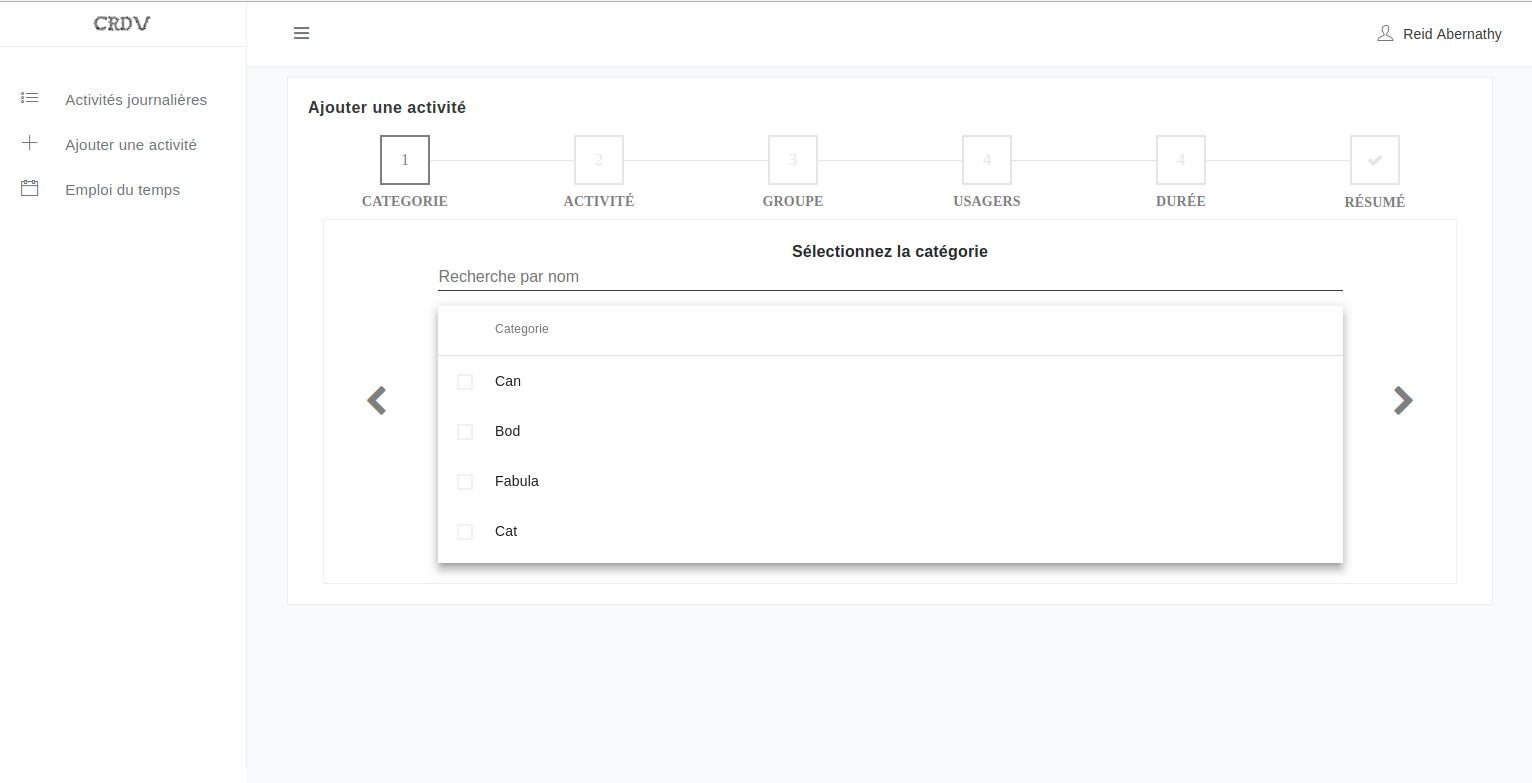 CRDV
Reid Abernathy
Activités journalières
Ajouter une activité
Emploi du temps
Ajouter une activité
1 2 3 4 4
CATEGORIE ACTIVITÉ GROUPE USAGERS DURÉE RÉSUMÉ
Sélectionnez la catégorie
Recherche par nom
Categorie
Can
Bod
Fabula
Cat